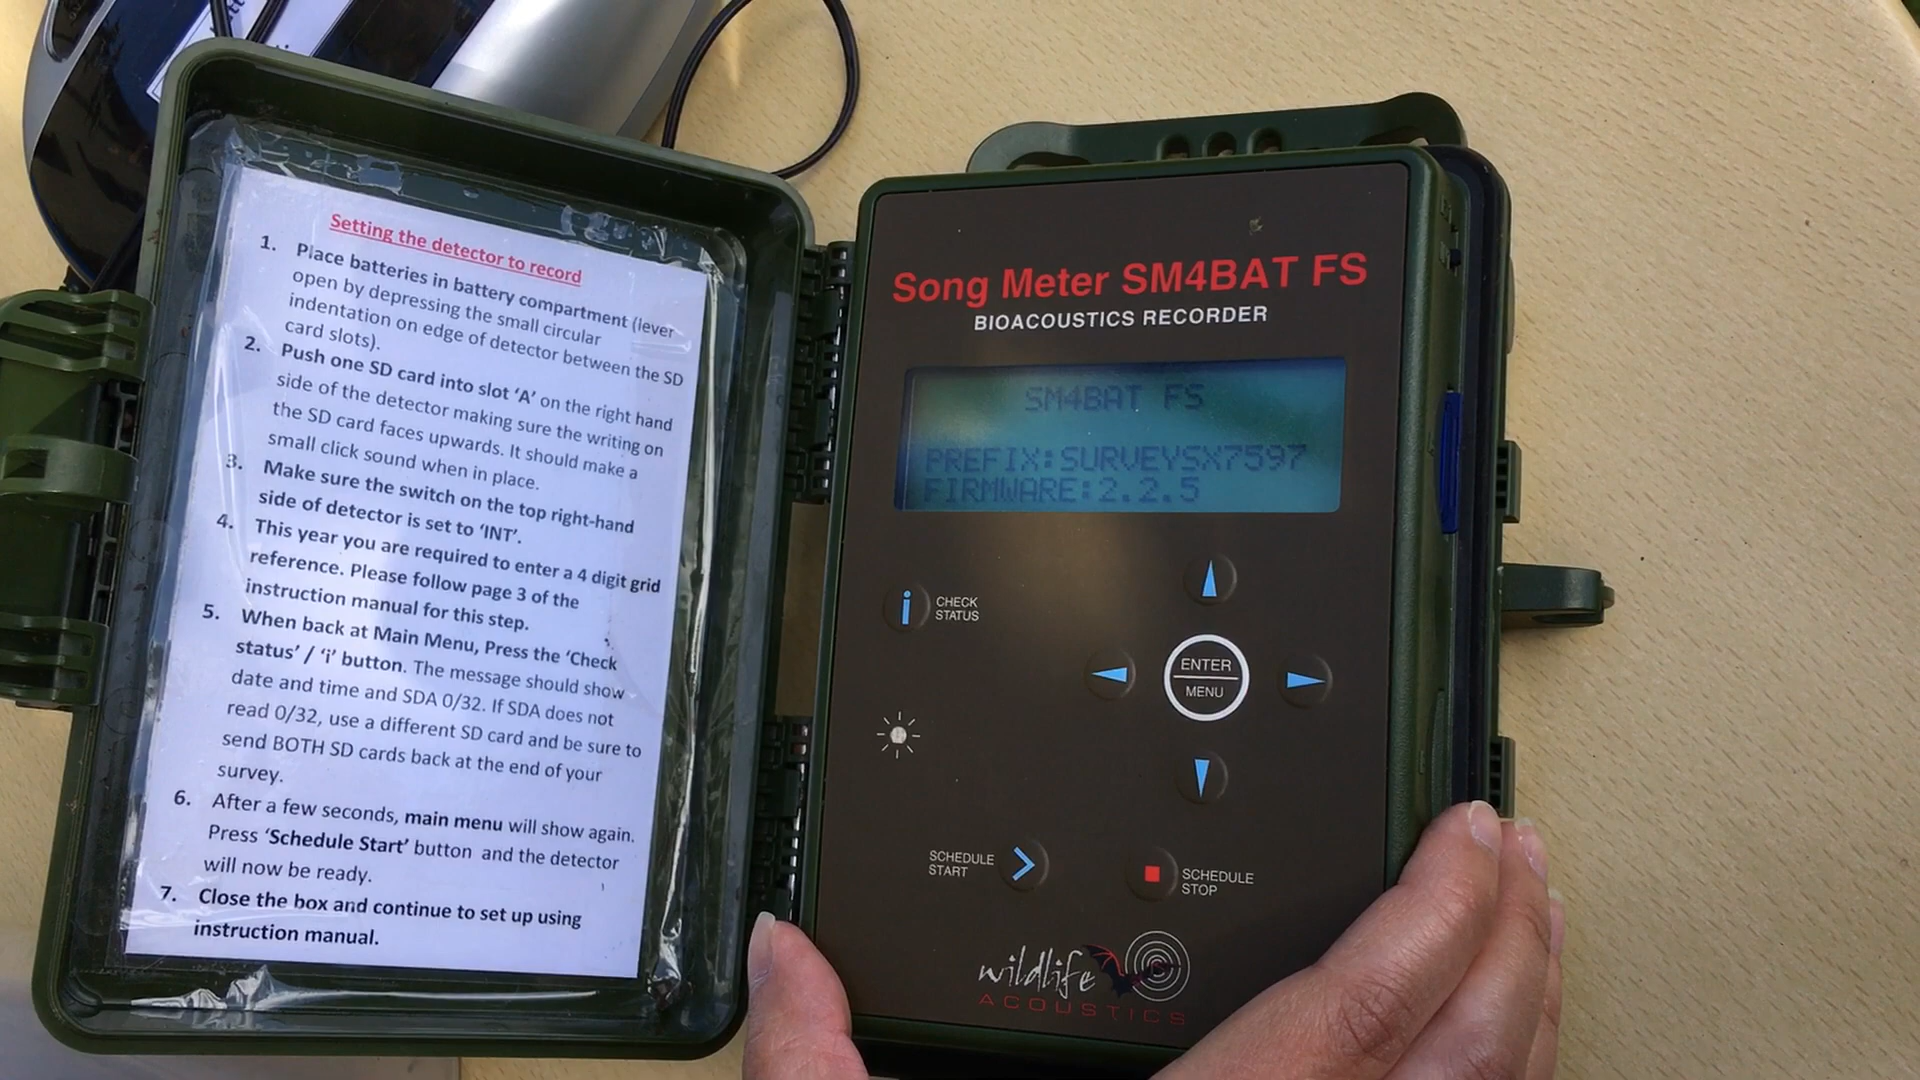 Setting the detector to record
1. Place batteries in battery compartment (lever
open by depressing the small circular
indentation on edge of detector between the SD
card slots).
2. Push one SD card into slot ‘A’ on the right hand
side of the detector making sure the writing on
the SD card faces upwards. It should make a
small click sound when in place.
3. Make sure the switch on the top right-hand
side of detector is set to ‘INT’.
4. This year you are required to enter a 4 digit grid
reference. Please follow page 3 of the
instruction manual for this step.
5. When back at Main Menu, Press the ‘Check
status’ / ‘i’ button. The message should show
date and time and SDA 0/32. If SDA does not
read 0/32, use a different SD card and be sure to
send BOTH SD cards back at the end of your
survey.
6. After a few seconds, main menu will show again.
Press ‘Schedule Start’ button and the detector
will now be ready.
7. Close the box and continue to set up using
instruction manual.
Song Meter SM4BAT FS
BIOACOUSTICS RECORDER
SM4BAT FS
PREFIX:SURVEYSX7597
FIRMWARE:2.2.5
i
CHECK
STATUS
ENTER
MENU
SCHEDULE
START
SCHEDULE
STOP
wildlife
ACOUSTICS